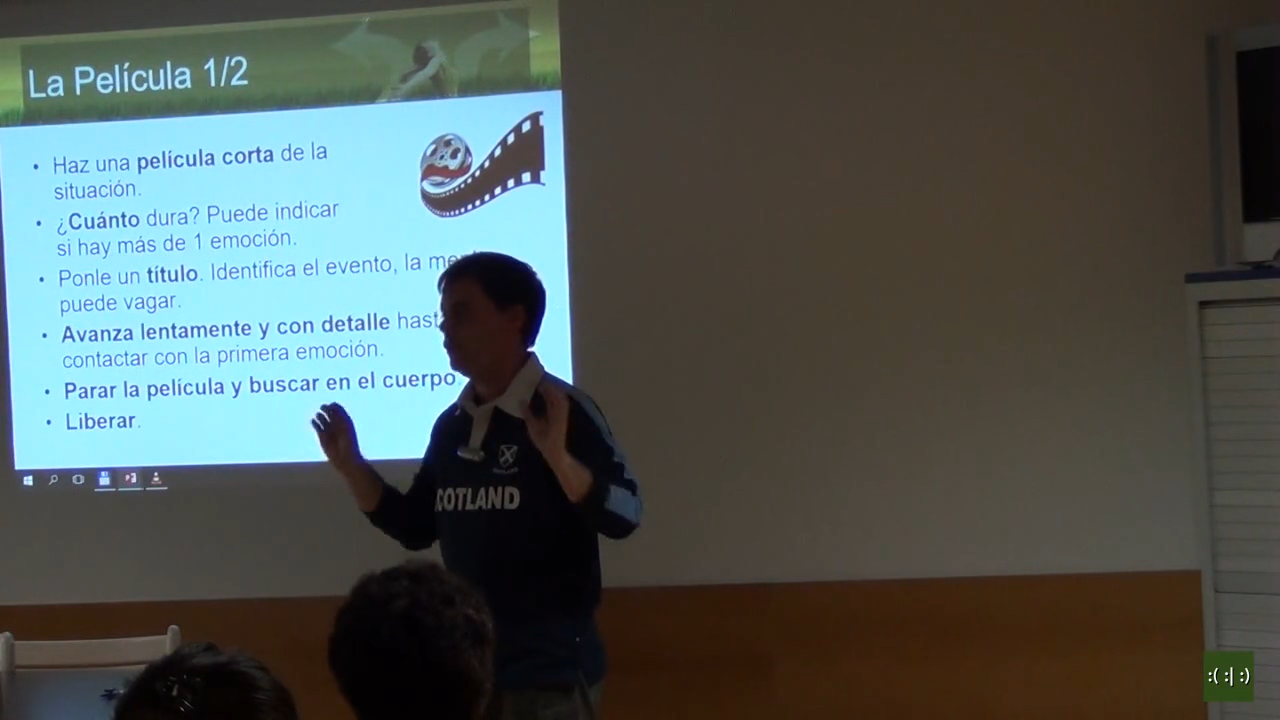 La Película 1/2
• Haz una película corta de la
situación.
• ¿Cuánto dura? Puede indicar
si hay más de 1 emoción.
• Ponle un título. Identifica el evento, la
puede vagar.
• Avanza lentamente y con detalle
contactar con la primera emoción.
• Parar la película y buscar en el cuerpo.
• Liberar.
COTLAND
:( :| :)